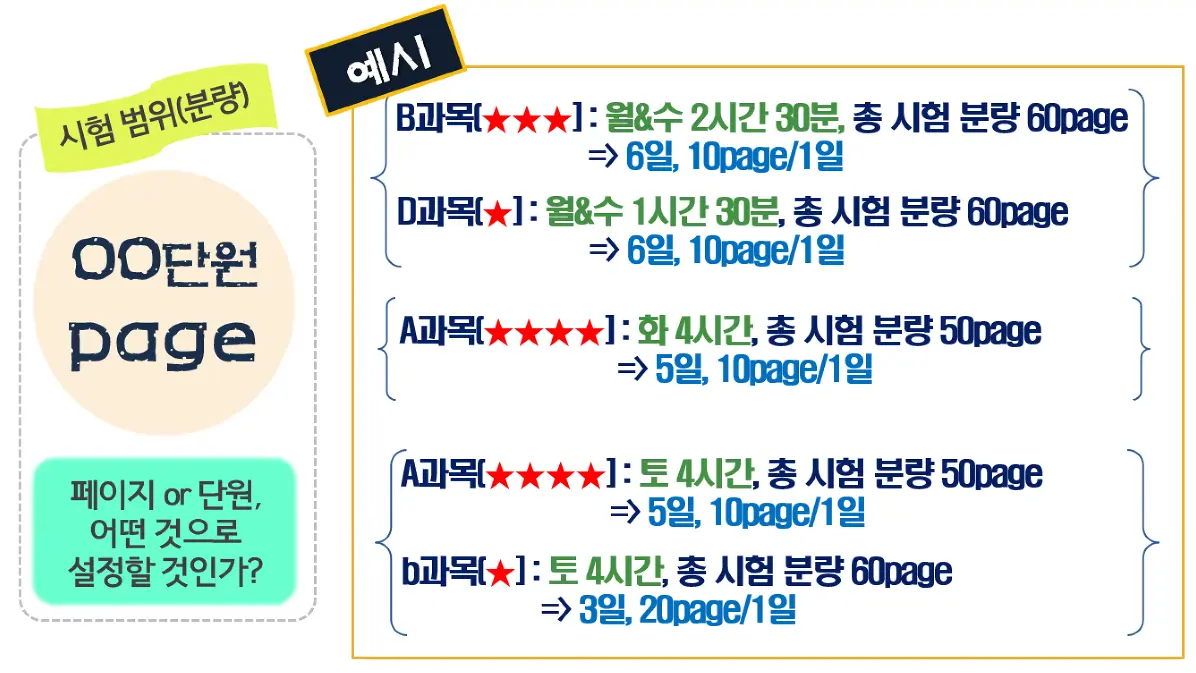 예시
시험 범위(분량)
OO단원
page
페이지 or 단원,
어떤 것으로
설정할 것인가?
B과목(★★★] : 월&수 2시간 30분, 총 시험 분량 60page
=> 6일, 10page/1일
D과목(★] : 월&수 1시간 30분, 총 시험 분량 60page
=> 6일, 10page/1일
A과목(★★★★] : 화 4시간, 총 시험 분량 50page
=> 5일, 10page/1일
A과목(★★★★] : 토 4시간, 총 시험 분량 50page
=> 5일, 10page/1일
b과목(★] : 토 4시간, 총 시험 분량 60page
=> 3일, 20page/1일